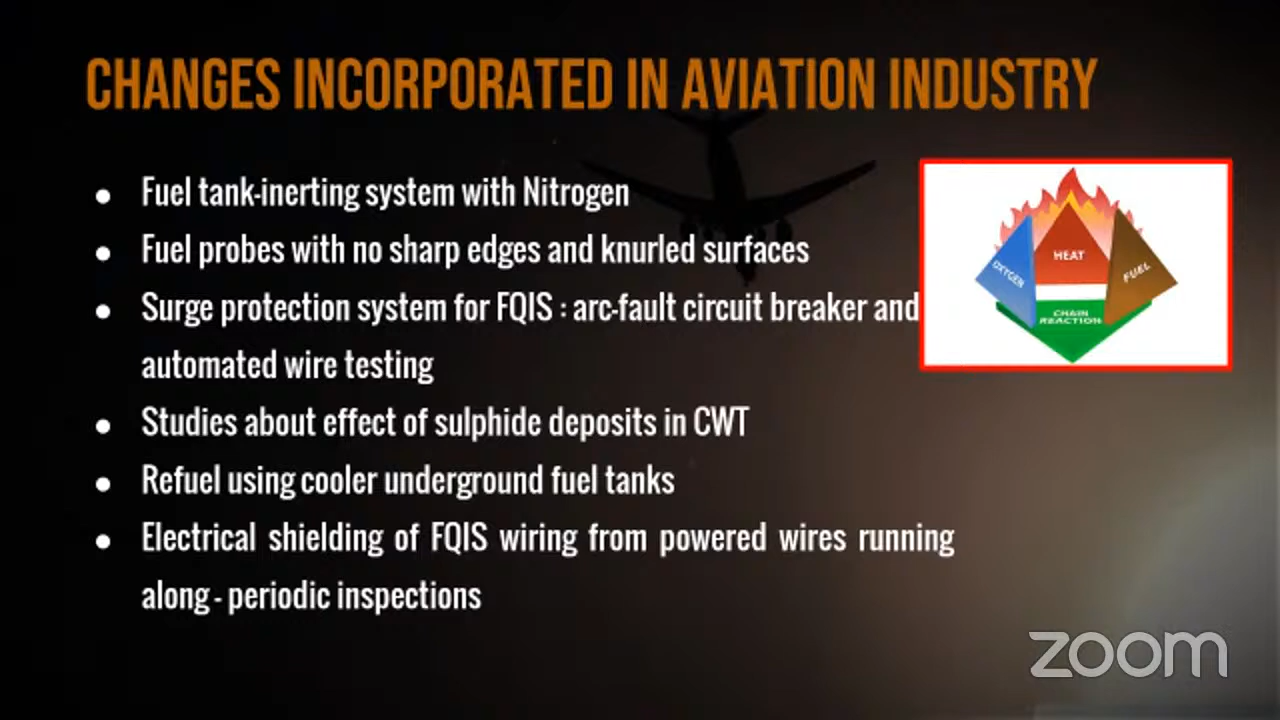 CHANGES INCORPORATED IN AVIATION INDUSTRY
● Fuel tank-inerting system with Nitrogen
● Fuel probes with no sharp edges and knurled surfaces
● Surge protection system for FQIS : arc-fault circuit breaker and
automated wire testing
● Studies about effect of sulphide deposits in CWT
● Refuel using cooler underground fuel tanks
● Electrical shielding of FQIS wiring from powered wires running
along - periodic inspections
OXYGEN
HEAT
FUEL
CHAIN
REACTION
zoom